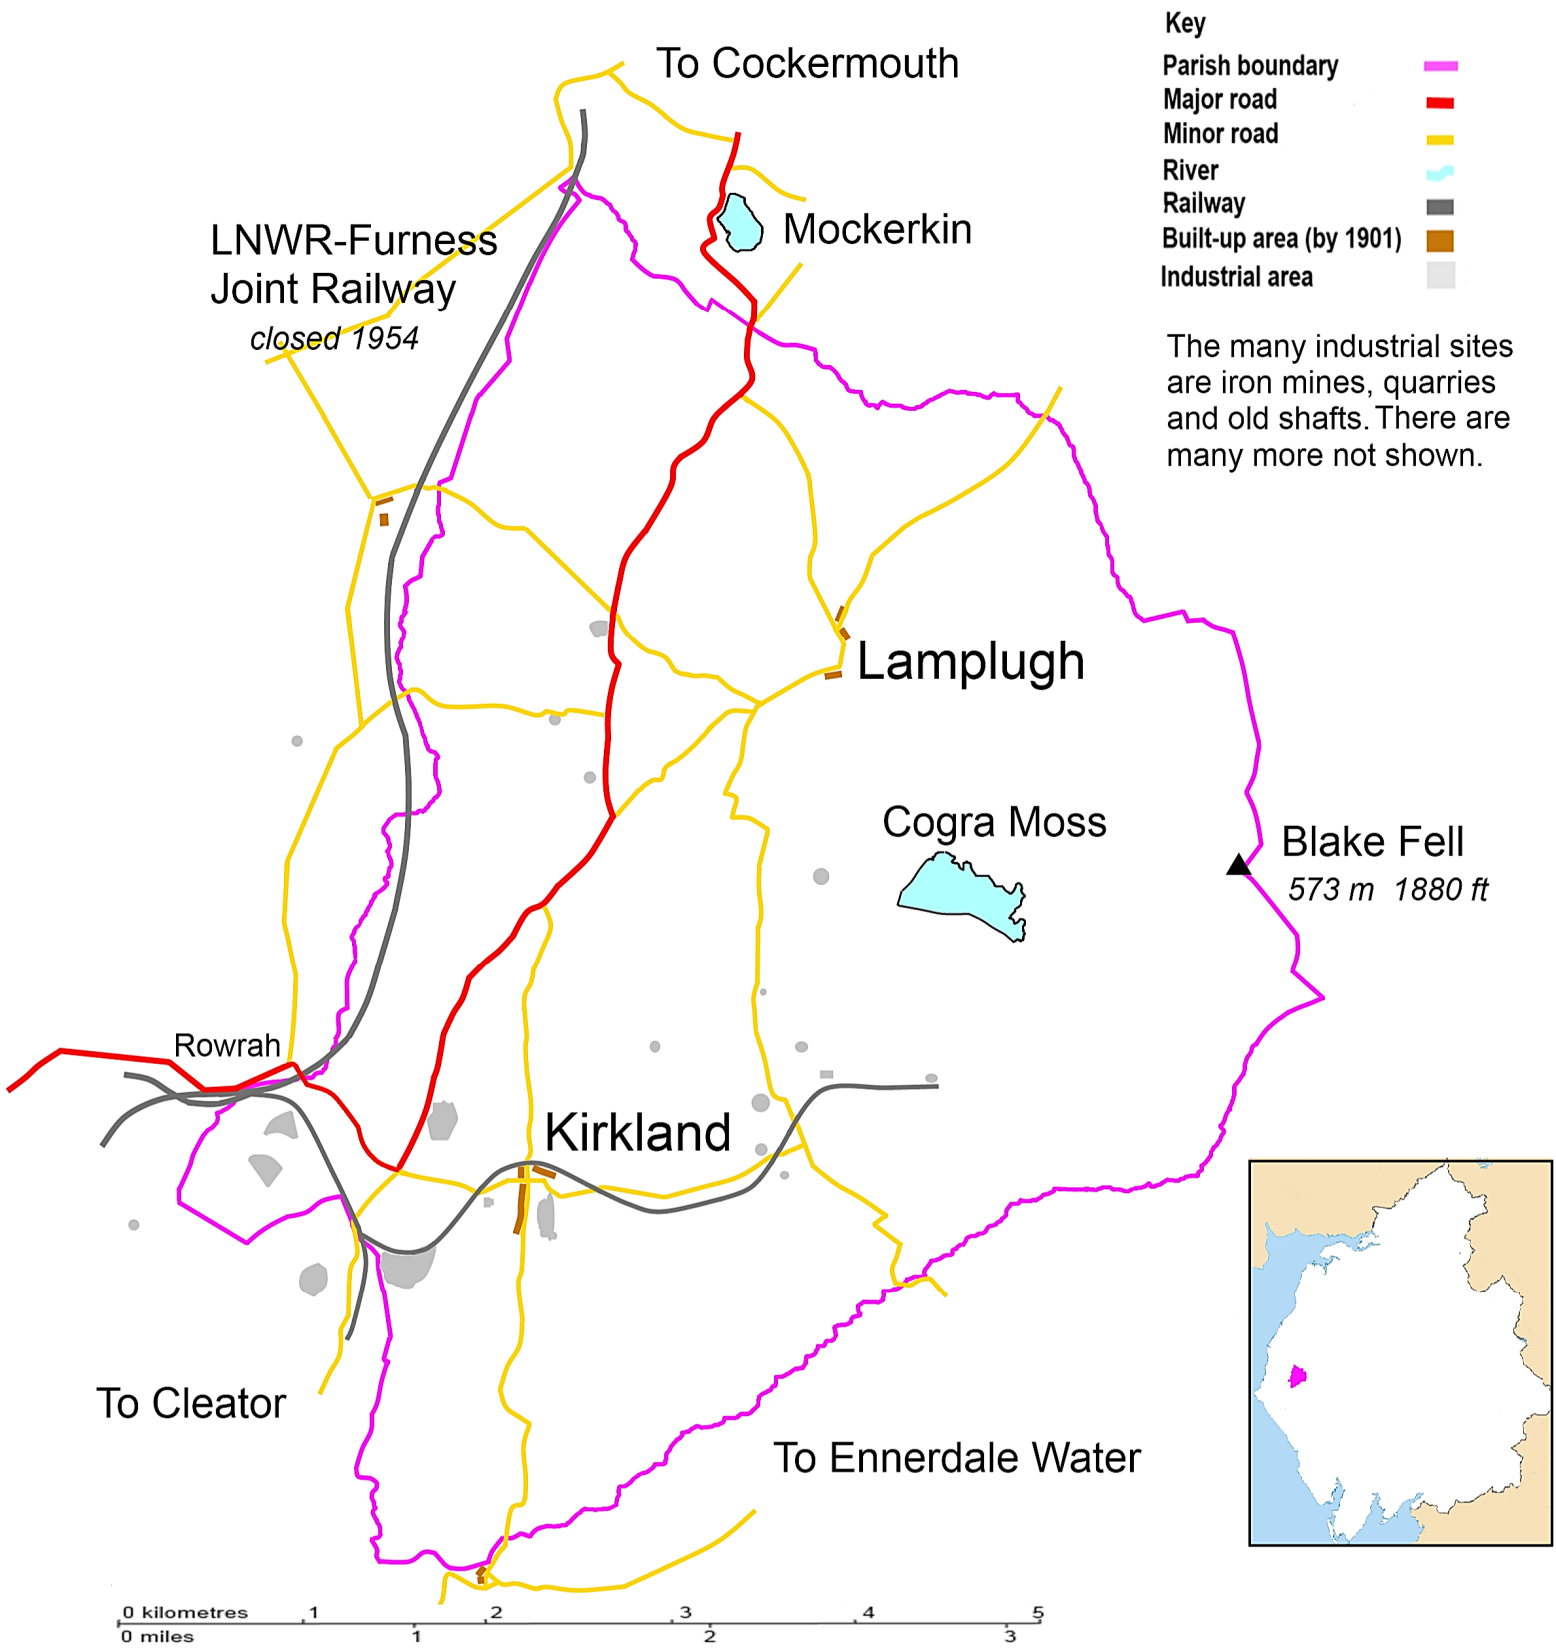 To Cockermouth
Key
Parish boundary
Major road
Minor road
River
Railway
Built-up area (by 1901)
Industrial area
The many industrial sites
are iron mines, quarries
and old shafts. There are
many more not shown.
LNWR-Furness
Joint Railway
closed 1954
Mockerkin
Lamplugh
Cogra Moss
Blake Fell
573 m 1880 ft
Rowrah
Kirkland
To Cleator
To Ennerdale Water
0 kilometres 1 2 3 4 5
0 miles 1 2 3